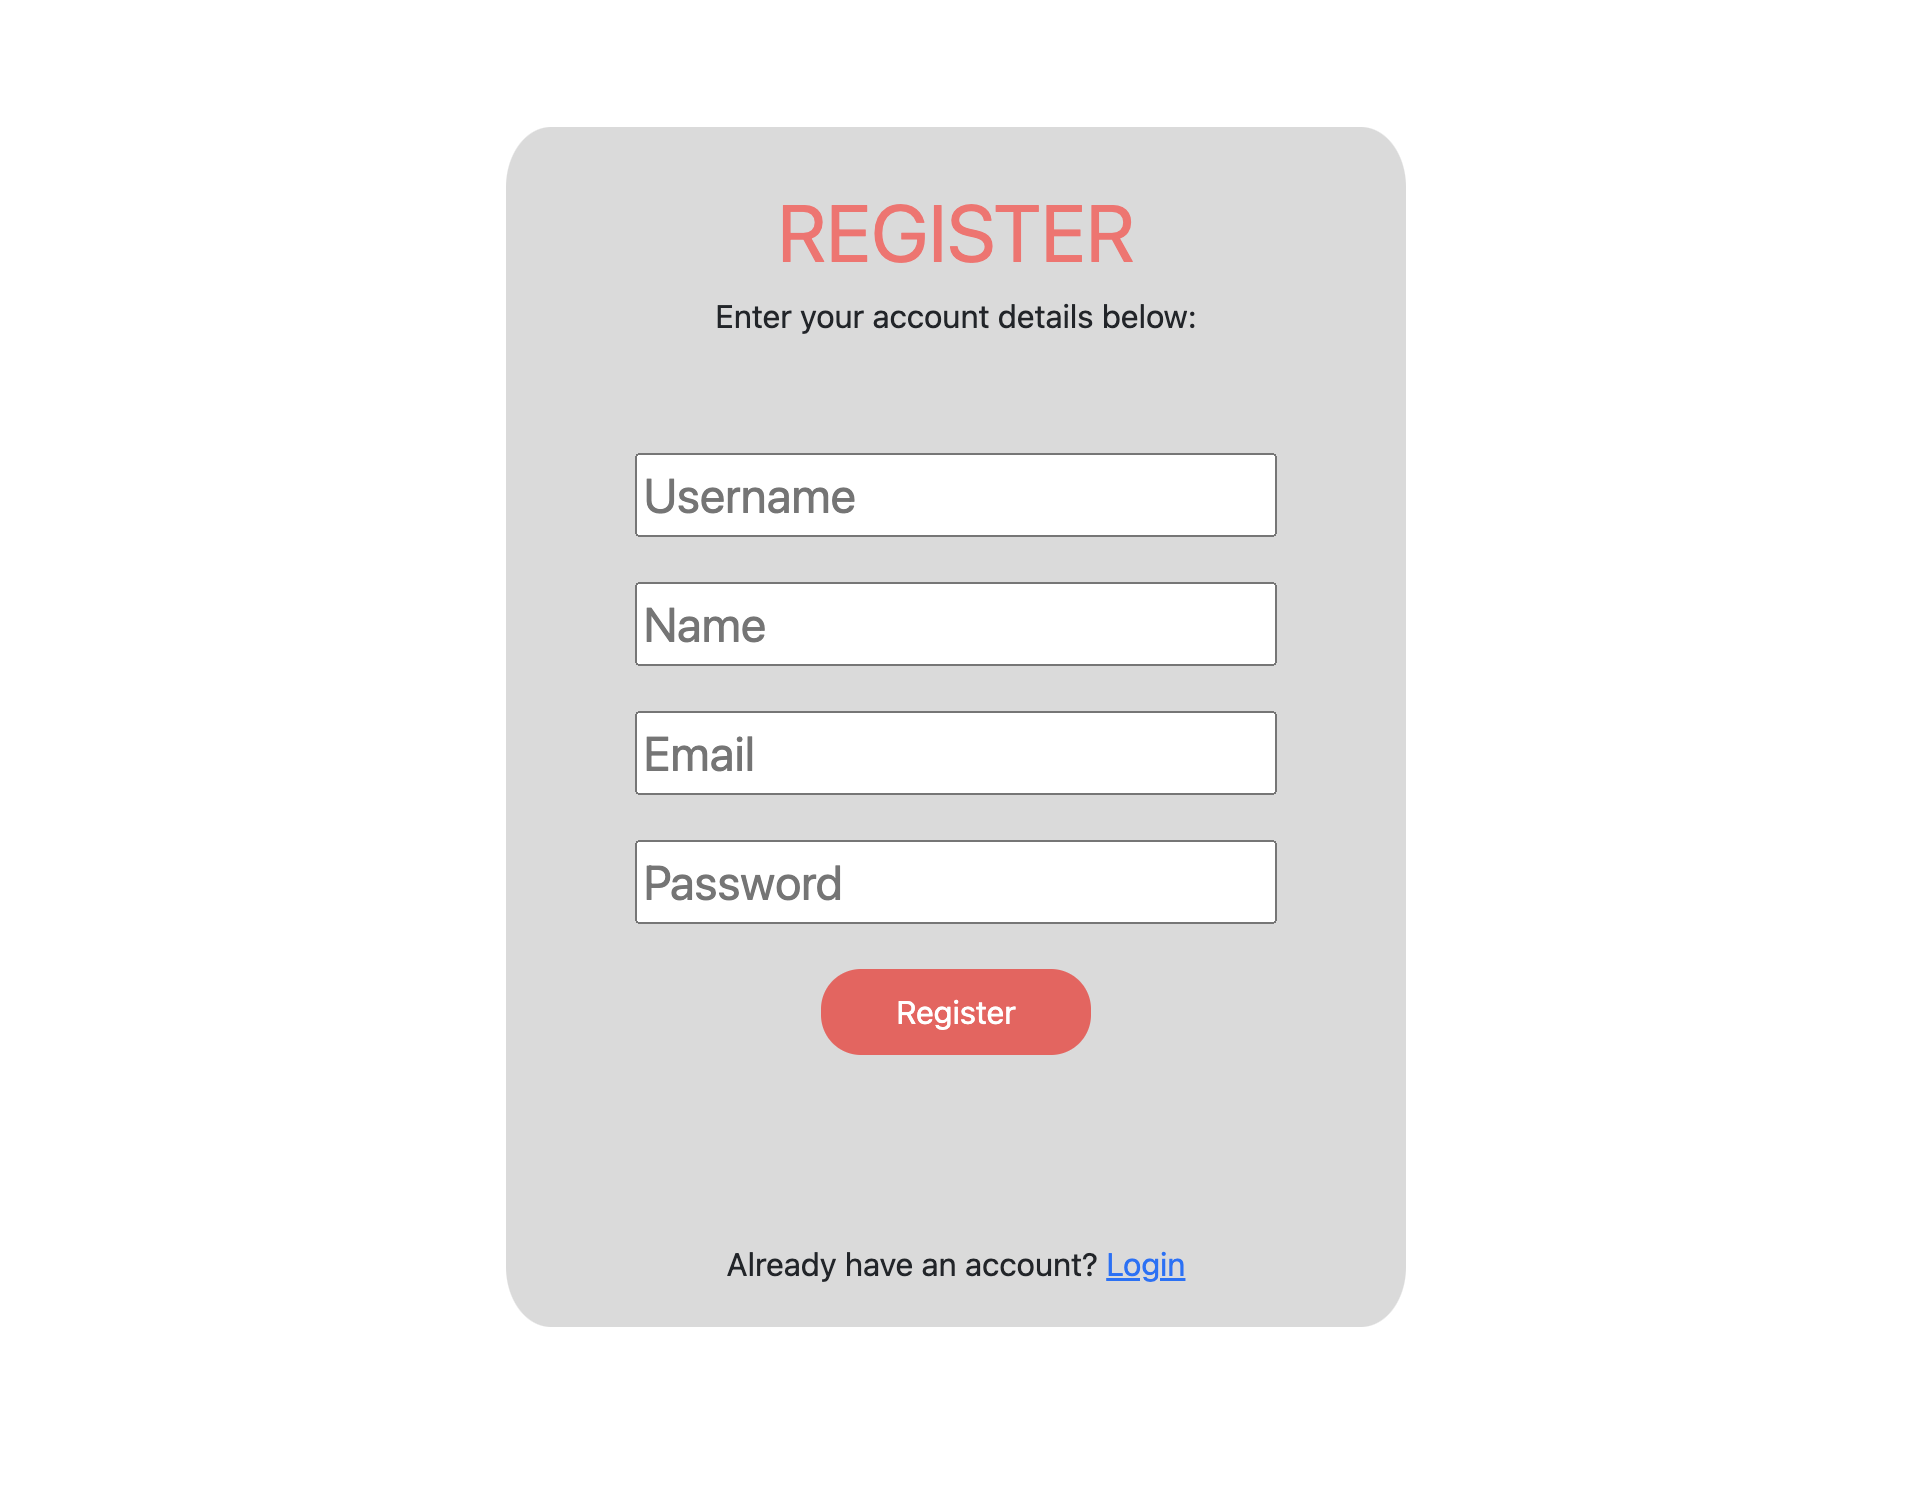 REGISTER
Enter your account details below:
Username
Name
Email
Password
Register
Already have an account? Login